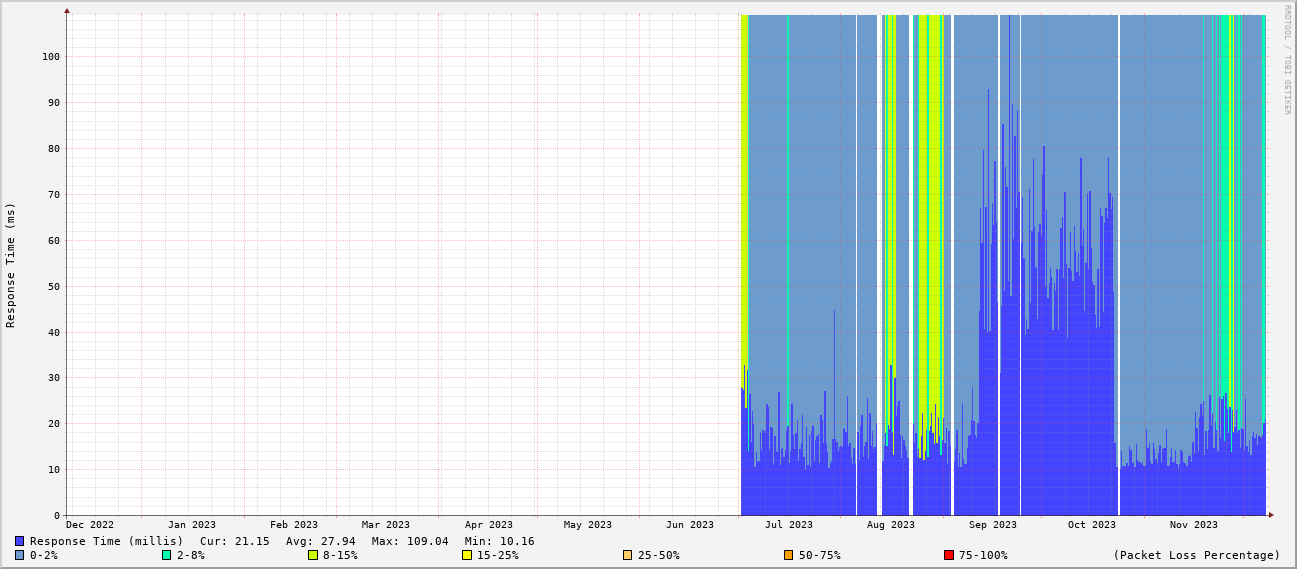 RRDTOOL / TOBI OETIKER
Response Time (ms)
100
90
80
70
60
50
40
30
20
10
0
Dec 2022 Jan 2023 Feb 2023 Mar 2023 Apr 2023 May 2023 Jun 2023 Jul 2023 Aug 2023 Sep 2023 Oct 2023 Nov 2023
Response Time (millis) Cur: 21.15 Avg: 27.94 Max: 109.04 Min: 10.16
0-2% 2-8% 8-15% 15-25% 25-50% 50-75% 75-100% (Packet Loss Percentage)